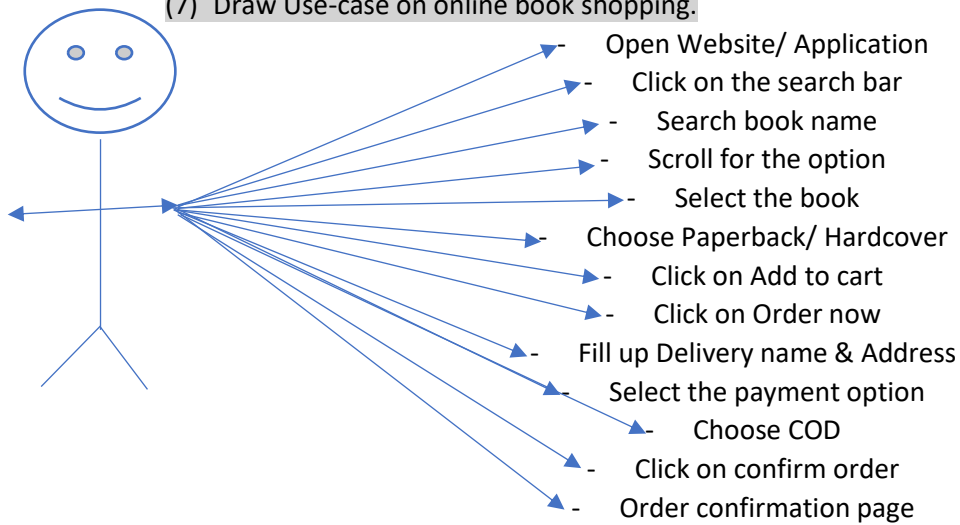 (7) Draw Use-case on online book shopping.
- Open Website/ Application
- Click on the search bar
- Search book name
- Scroll for the option
- Select the book
- Choose Paperback/ Hardcover
- Click on Add to cart
- Click on Order now
- Fill up Delivery name & Address
- Select the payment option
- Choose COD
- Click on confirm order
- Order confirmation page